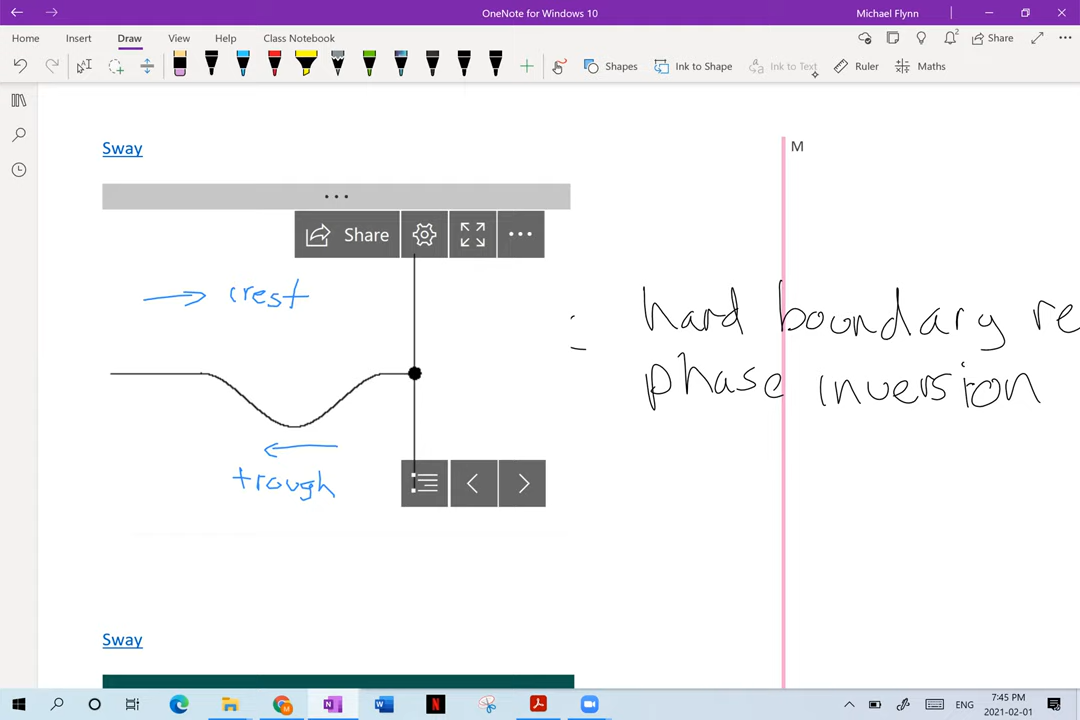 OneNote for Windows 10
Michael Flynn
Home
Insert
Draw
View
Help
Class Notebook
Share
Shapes
Ink to Shape
Ink to Text
Ruler
Maths
Sway
M
Share
crest
hard boundary re
phase inversion
trough
Sway
ENG
7:45 PM
2021-02-01